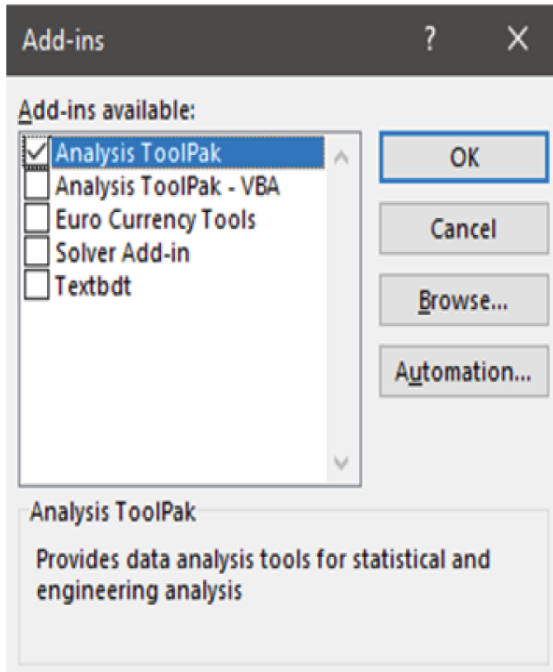 Add-ins ? ×
Add-ins available:
Analysis ToolPak
Analysis ToolPak - VBA
Euro Currency Tools
Solver Add-in
Textbdt
OK
Cancel
Browse...
Automation...
Analysis ToolPak
Provides data analysis tools for statistical and
engineering analysis